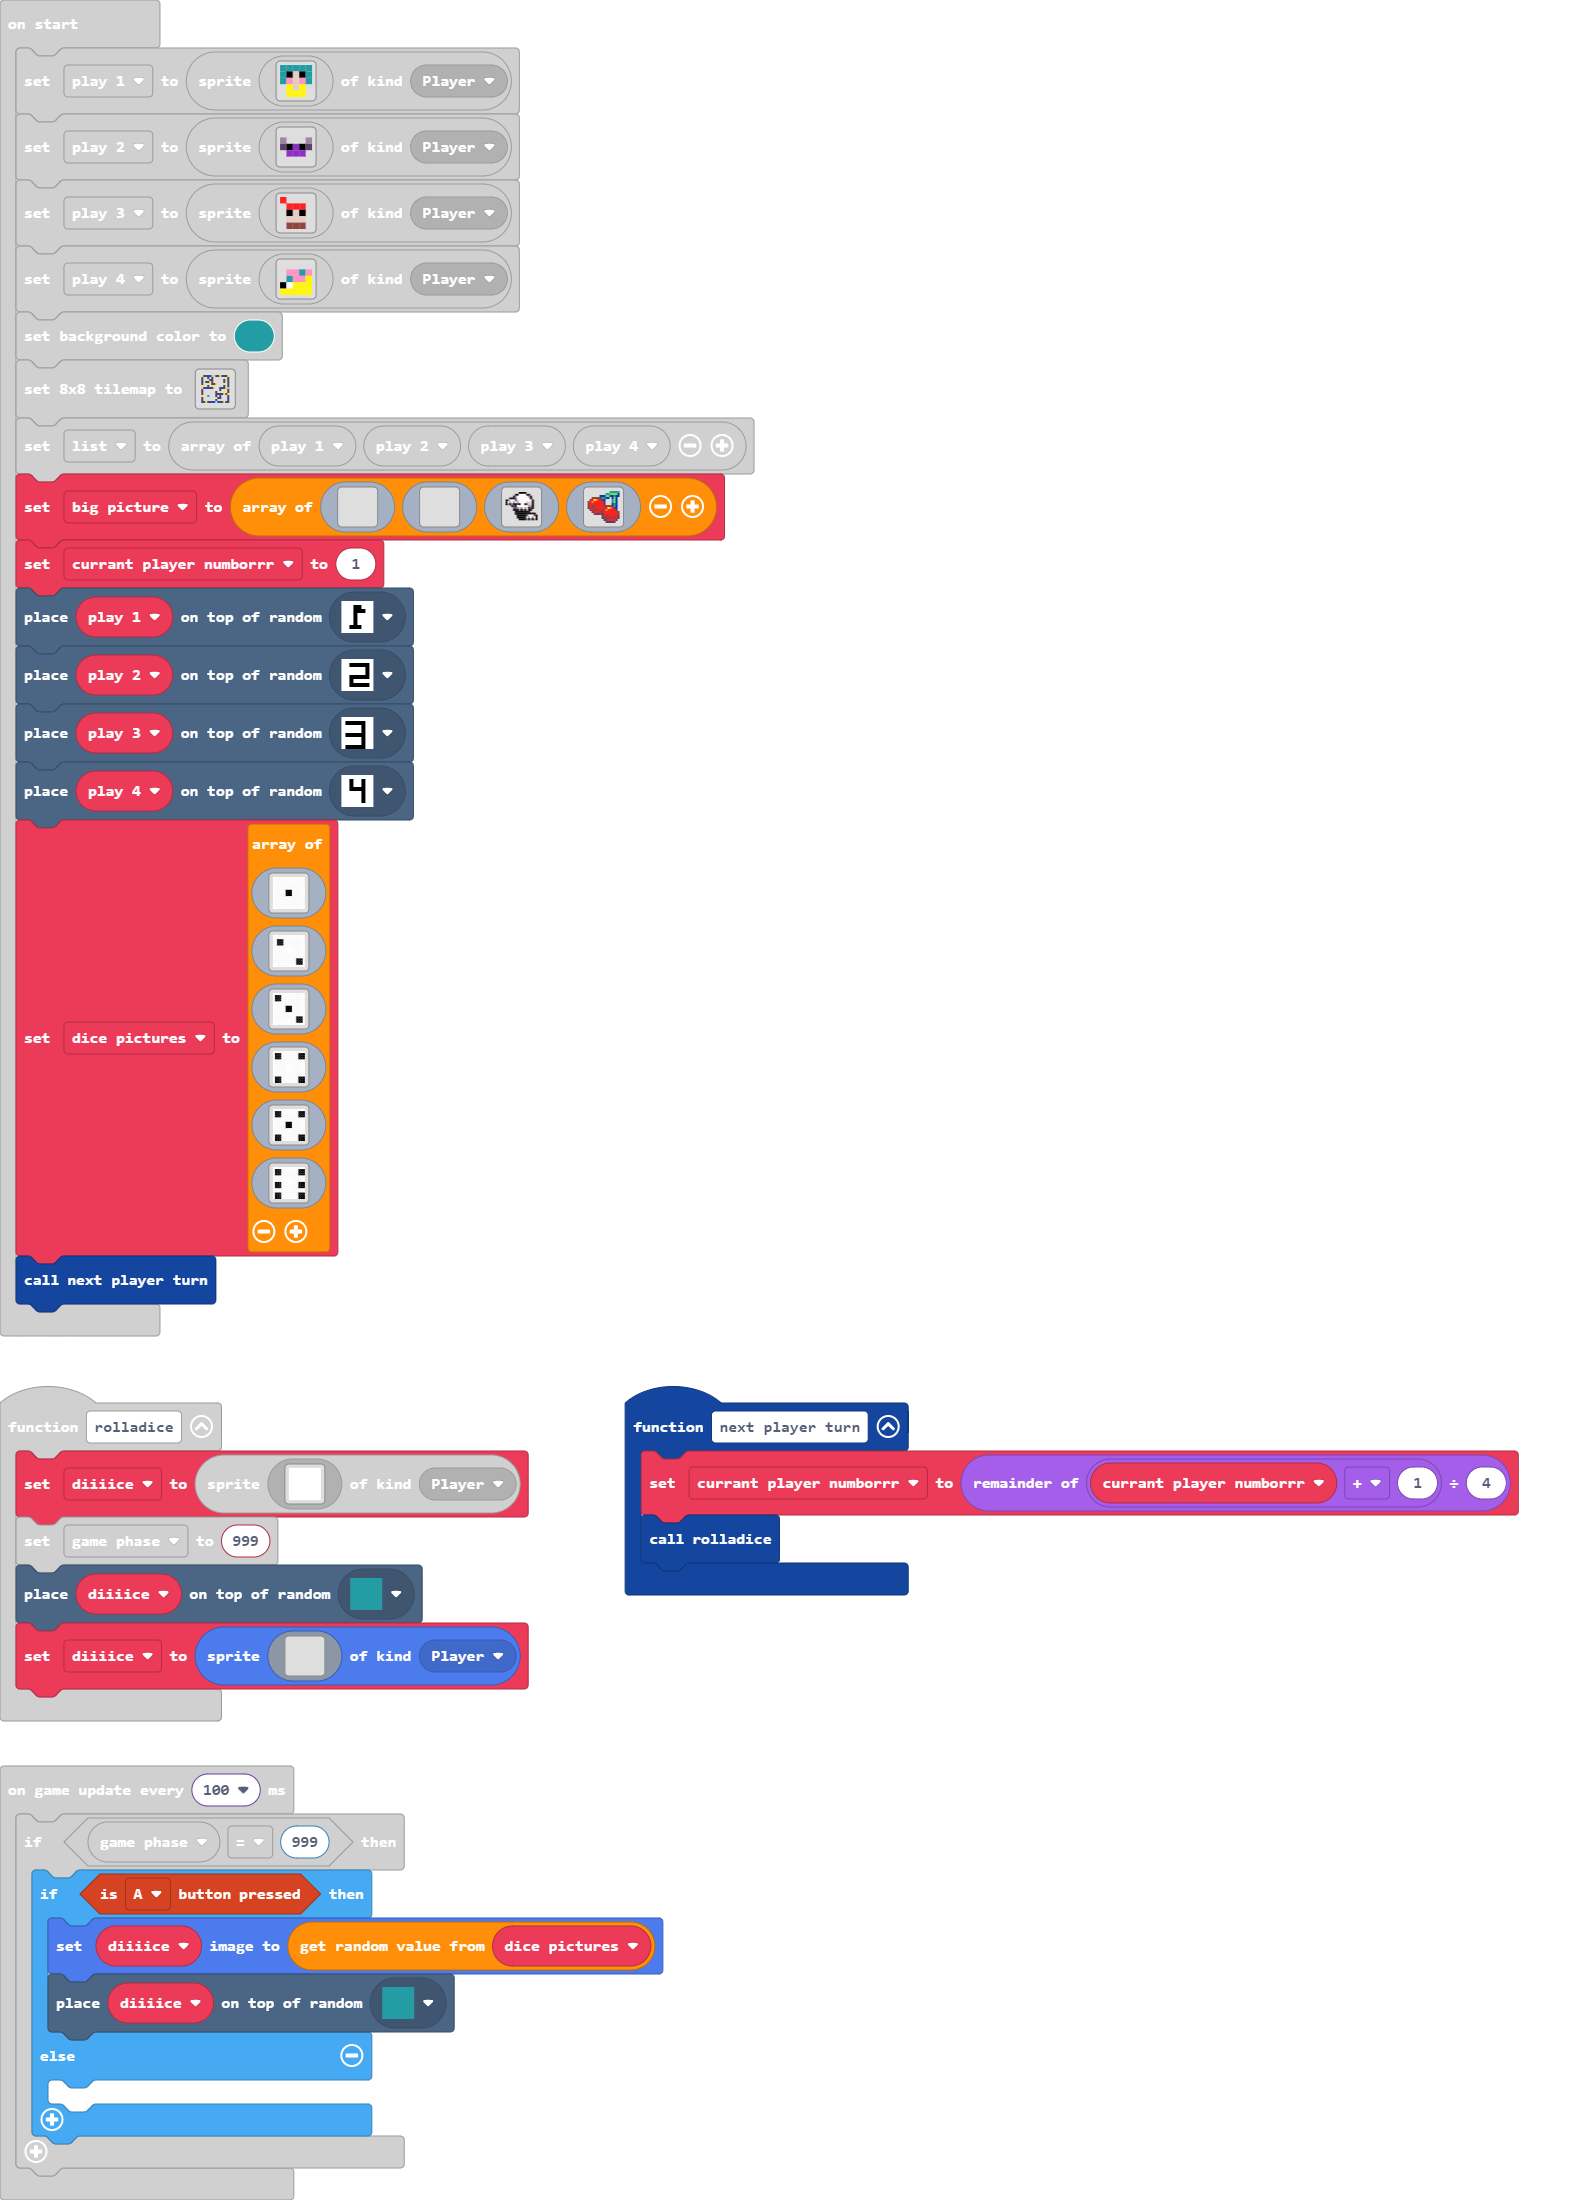 on start
set play 1 to sprite of kind Player
set play 2 to sprite of kind Player
set play 3 to sprite of kind Player
set play 4 to sprite of kind Player
set background color to
set 8x8 tilemap to
set list to array of play 1 play 2 play 3 play 4
set big picture to array of
set currant player numborrr to 1
place play 1 on top of random 1
place play 2 on top of random 2
place play 3 on top of random 3
place play 4 on top of random 4
array of
set dice pictures to
call next player turn
function rolladice
set diiiice to sprite of kind Player
set game phase to 999
place diiiice on top of random
set diiiice to sprite of kind Player
function next player turn
set currant player numborrr to remainder of currant player numborrr + 1 ÷ 4
call rolladice
on game update every 100 ms
if game phase = 999 then
if is A button pressed then
set diiiice image to get random value from dice pictures
place diiiice on top of random
else